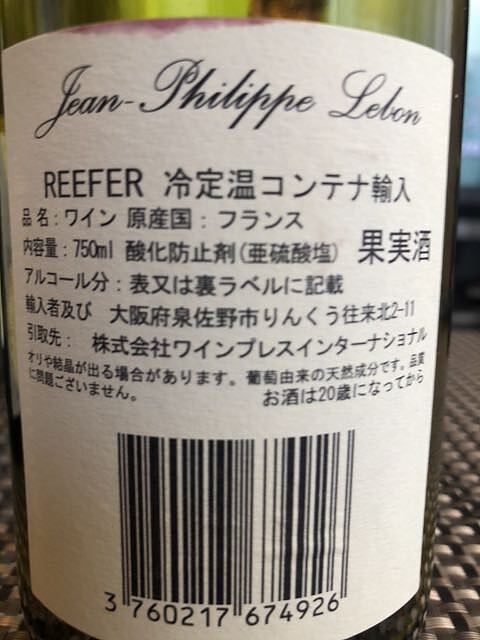 Jean-Philippe Lebon
REEFER 冷定温コンテナ輸入
品 名：ワイン 原産国：フランス
内容量：750ml 酸化防止剤(亜硫酸塩) 果実酒
アルコール分：表又は裏ラベルに記載
輸入者及び 大阪府泉佐野市りんくう往来北2-11
引取先： 株式会社ワインプレスインターナショナル
オリや結晶が出る場合があります。葡萄由来の天然成分です。品質
に問題ございません。 お酒は20歳になってから
3 760217 674926